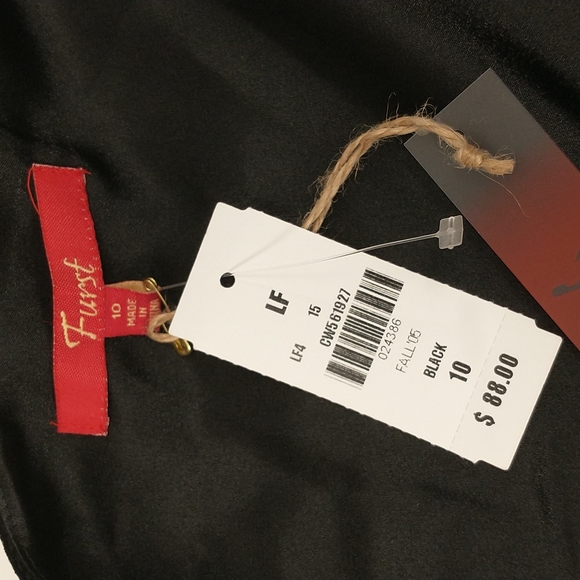 Furst
10
MADE
IN
LF
LF4
15
CW561927
024386
FALL'05
BLACK
10
$ 88.00